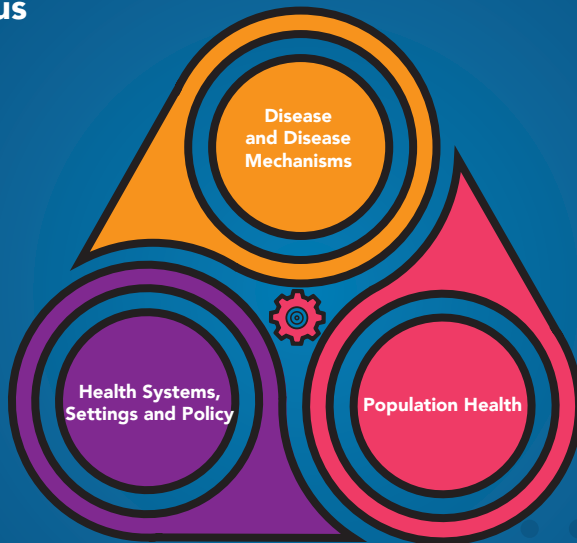 us
Disease
and Disease
Mechanisms
Health Systems,
Settings and Policy
Population Health